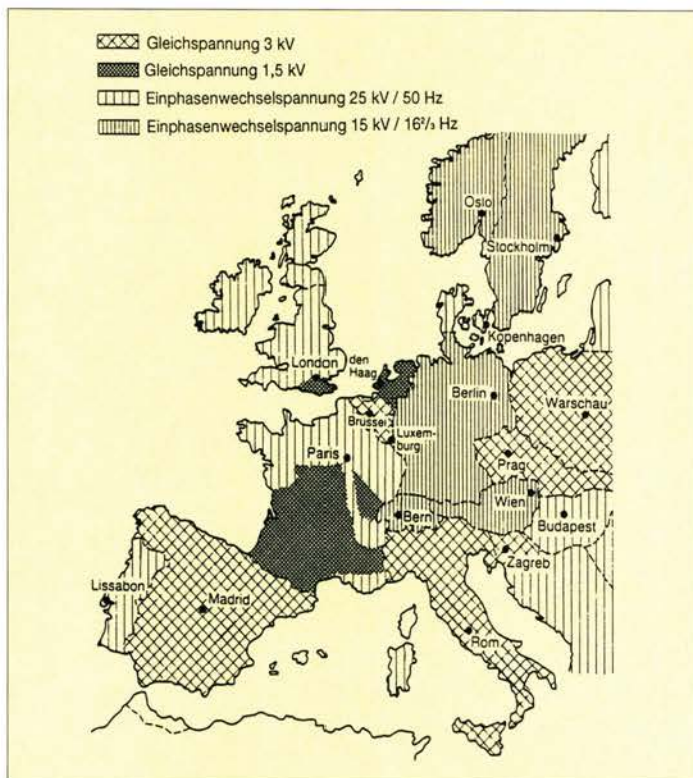 Gleichspannung 3 kV
Gleichspannung 1,5 kV
Einphasenwechselspannung 25 kV / 50 Hz
Einphasenwechselspannung 15 kV / 16²/₃ Hz
Oslo
Stockholm
Kopenhagen
London
den
Haag
Berlin
Warschau
Brüssel
Luxem-
burg
Paris
Prag
Wien
Bern
Budapest
Zagreb
Lissabon
Madrid
Rom